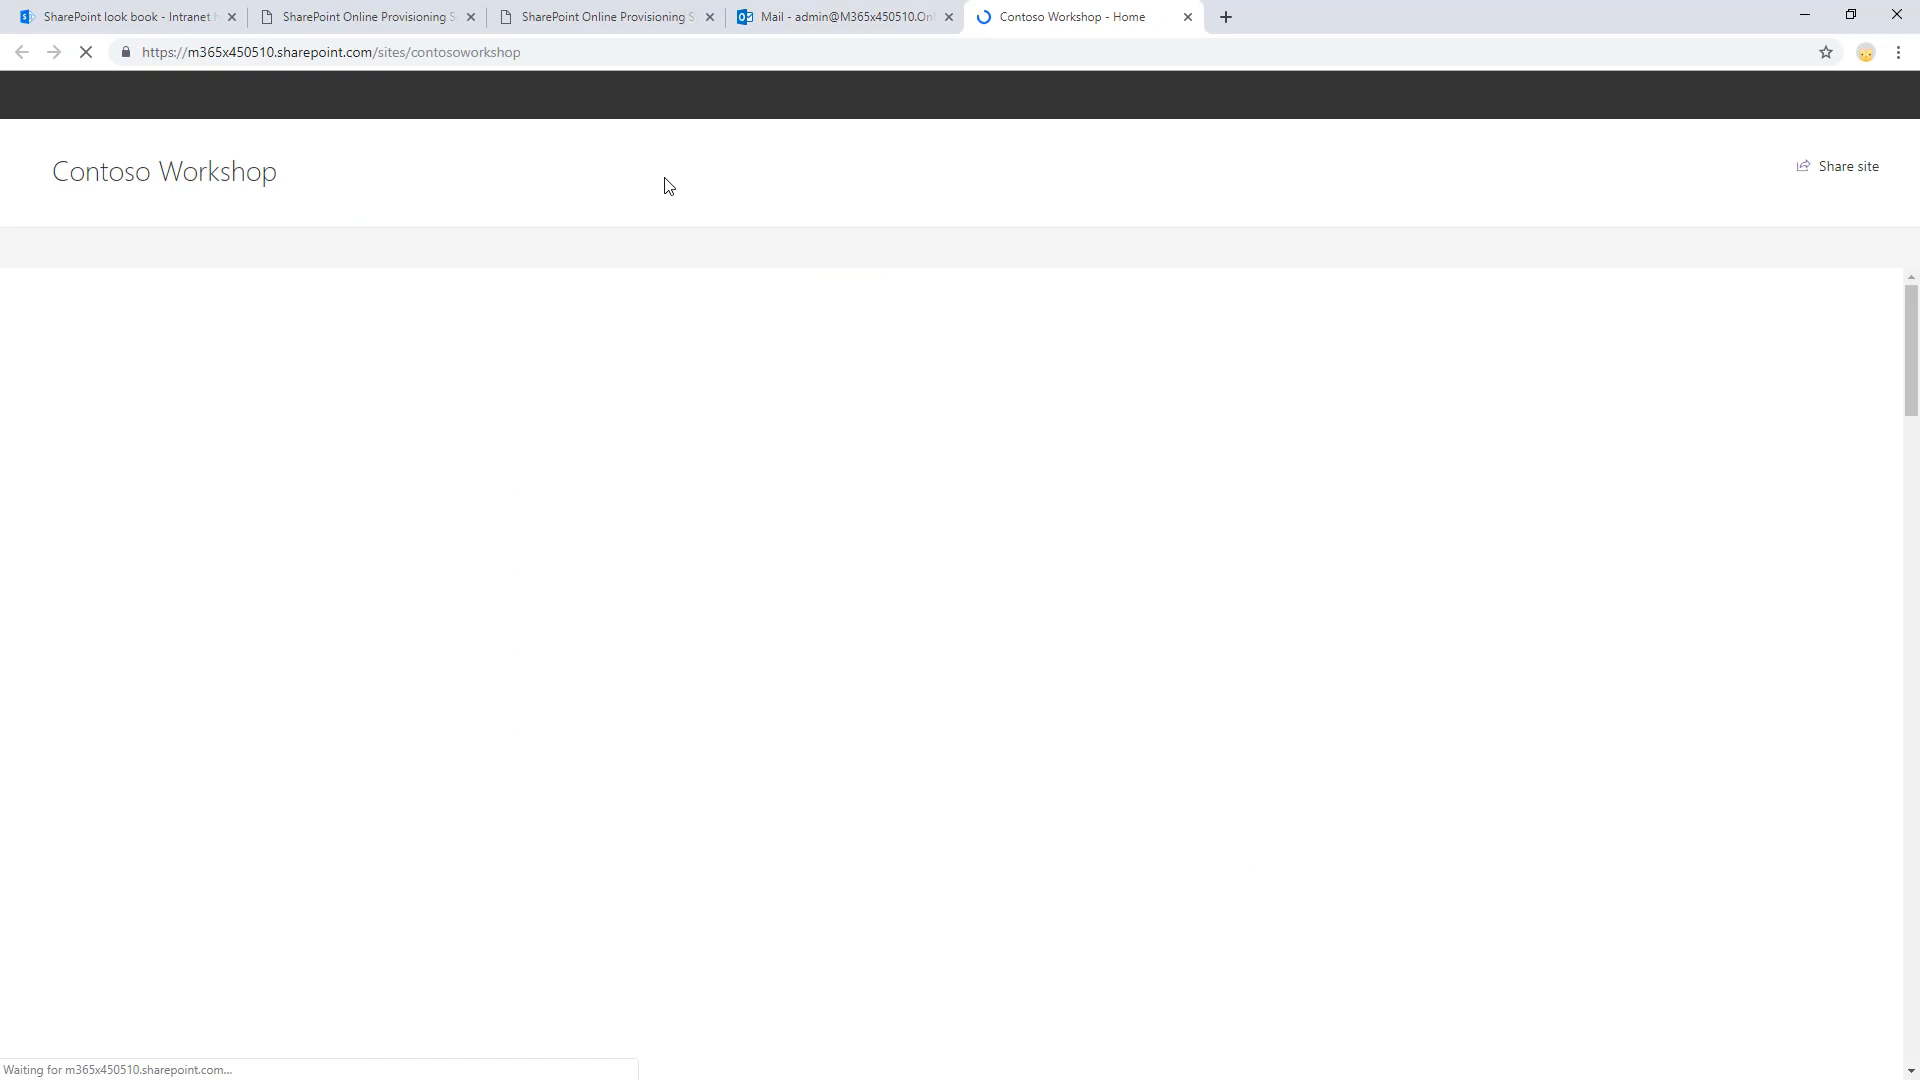 SharePoint look book - Intranet
SharePoint Online Provisioning S
SharePoint Online Provisioning S
Mail - admin@M365x450510.On
Contoso Workshop - Home
https://m365x450510.sharepoint.com/sites/contosoworkshop
Contoso Workshop
Share site
Waiting for m365x450510.sharepoint.com...